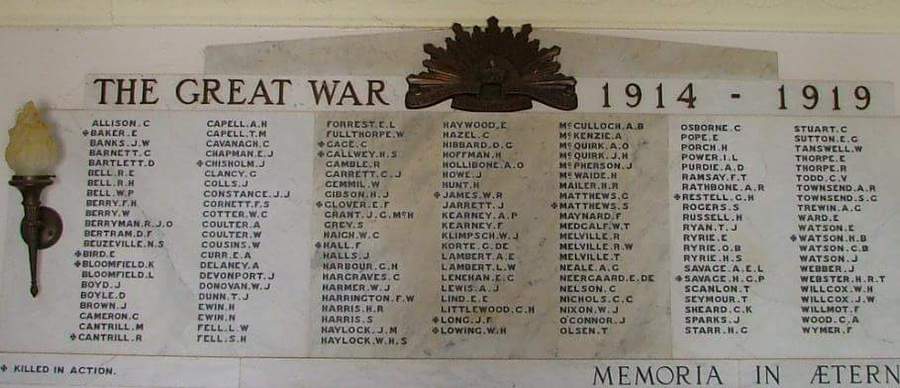 THE GREAT WAR 1914 - 1919
ALLISON.C
✤BAKER.E
BANKS.J.W
BARNETT.C
BARTLETT.D
BELL.R.E
BELL.R.H
BELL.W.P
BERRY.F.H
BERRY.W
BERRYMAN.R.J.O
BERTRAM.D.F
BEUZEVILLE.N.S
✤BIRD.E
✤BLOOMFIELD.K
BLOOMFIELD.L
BOYD.J
BOYLE.D
BROWN.J
CAMERON.C
CANTRILL.M
✤CANTRILL.R
CAPELL.A.H
CAPELL.T.M
CAVANAGH.C
CHAPMAN.E.J
✤CHISHOLM.J
CLANCY.G
COLLS.J
CONSTANCE.J.J
CORNETT.F.S
COTTER.W.C
COULTER.A
COULTER.W
COUSINS.W
CURR.E.A
DELANEY.A
DEVONPORT.J
DONOVAN.W.J
DUNN.T.J
EWIN.H
EWIN.N
FELL.L.W
FELL.S.H
FORREST.E.L
FULLTHORPE.W
✤GAGE.C
✤GALLWEY.H.S
GAMBLE.R
GARRETT.C.J
GEMMIL.W
GIBSON.H.J
✤GLOVER.E.F
GRANT.J.G.McH
GREY.S
HAIGH.W.C
✤HALL.F
HALLS.J
HARBOUR.G.H
HARGRAVES.C
HARMER.W.J
HARRINGTON.F.W
HARRIS.H.R
HARRIS.S
HAYLOCK.J.M
HAYLOCK.W.H.S
HAYWOOD.E
HAZEL.C
HIBBARD.D.G
HOFFMAN.H
HOLLIBONE.A.O
HOWE.J
HUNT.H
✤JAMES.W.R
JARRETT.J
KEARNEY.A.P
KEARNEY.F
KLIMPSCH.W.J
KORTE.G.DE
LAMBERT.A.E
LAMBERT.L.W
LENEHAN.E.C
LEWIS.A.J
LIND.E.E
LITTLEWOOD.C.H
✤LONG.J.F
✤LOWING.W.H
McCULLOCH.A.B
McKENZIE.A
McQUIRK.A.O
McQUIRK.J.H
McPHERSON.J
McWAIDE.H
MAILER.H.R
MATTHEWS.G
✤MATTHEWS.S
MAYNARD.F
MEDCALF.W.T
MELVILLE.R
MELVILLE.R.W
MELVILLE.T
NEALE.A.G
NEERGAARD.E.DE
NELSON.C
NICHOLS.C.C
NIXON.W.J
O'CONNOR.J
OLSEN.T
OSBORNE.C
POPE.E
PORCH.H
POWER.I.L
PURDIE.A.D
RAMSAY.F.T
RATHBONE.A.R
✤RESTELL.G.H
ROGERS.S
RUSSELL.H
RYAN.T.J
RYRIE.E
RYRIE.O.B
RYRIE.H.S
SAVAGE.A.E.L
✤SAVAGE.H.G.P
SCANLON.T
SEYMOUR.T
SHEARD.C.K
SPARKS.J
STARR.H.G
STUART.C
SUTTON.E.G
TANSWELL.W
THORPE.E
THORPE.R
TODD.C.V
TOWNSEND.A.R
TOWNSEND.S.G
TREWIN.A.C
WARD.E
WATSON.E
✤WATSON.H.B
WATSON.C.B
WATSON.J
WEBBER.J
WEBSTER.H.R.T
WILLCOX.W.H
WILLCOX.J.W
WILLMOT.F
WOOD.C.A
WYMER.F
✤ KILLED IN ACTION.
MEMORIA IN ÆTERN